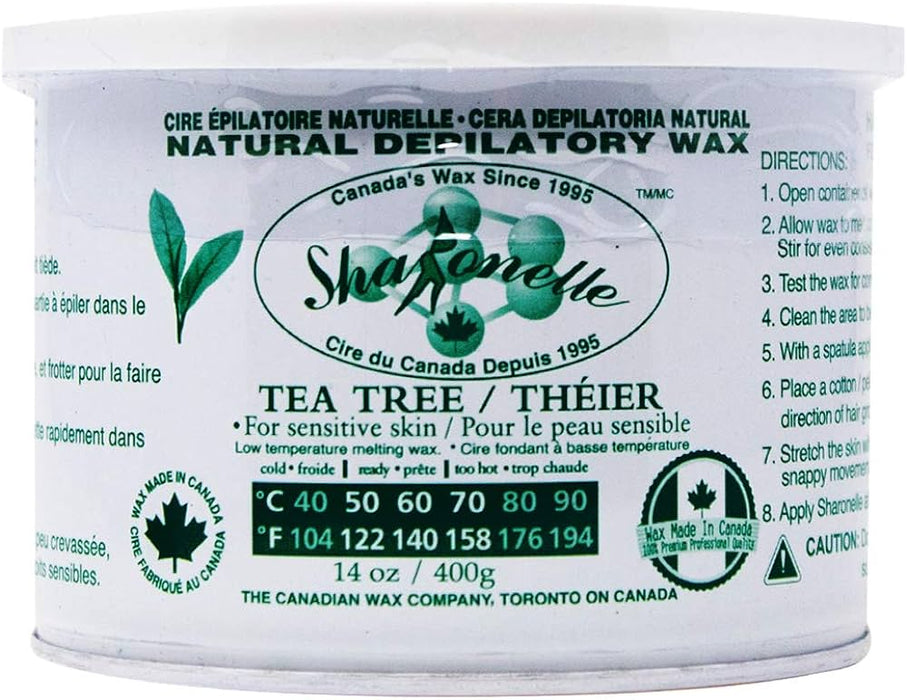 CIRE ÉPILATOIRE NATURELLE • CERA DEPILATORIA NATURAL
NATURAL DEPILATORY WAX
Canada's Wax Since 1995
TM/MC
Sharonelle
Cire du Canada Depuis 1995
TEA TREE / THÉIER
•For sensitive skin / Pour le peau sensible
Low temperature melting wax. • Cire fondant à basse température
cold • froide | ready • prête | too hot • trop chaude
°C 40 50 60 70 80 90
°F 104 122 140 158 176 194
14 oz / 400g
THE CANADIAN WAX COMPANY, TORONTO ON CANADA
WAX MADE IN CANADA
CIRE FABRIQUÉ AU CANADA
Wax Made In Canada
100% Premium Professional Quality
tiède.
à épiler dans le
et frotter pour la faire
rapidement dans
peu crevassée,
sensibles.
DIRECTIONS:
1. Open
2. Allow wax to
Stir for even
3. Test the wax for
4. Clean the area to
5. With a spatula
6. Place a cotton /
direction of hair
7. Stretch the skin
snappy
8. Apply Sharonelle
CAUTION: